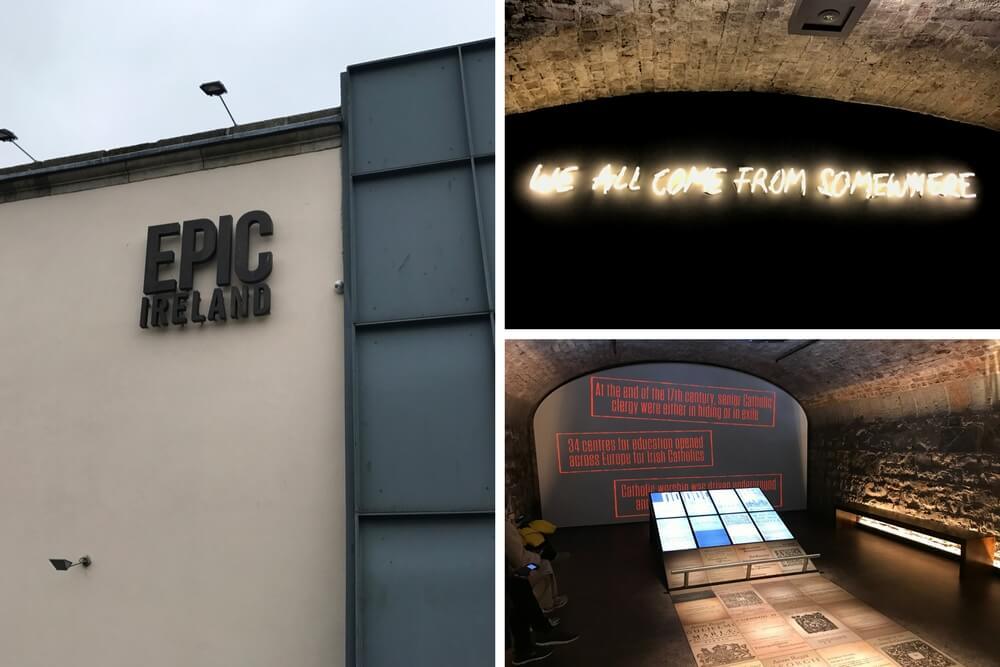 EPIC
IRELAND
WE ALL COME FROM SOMEWHERE
At the end of the 17th century, senior Catholic
clergy were either in hiding or in exile
34 centres for education opened
across Europe for Irish Catholics
Catholic worship was driven underground